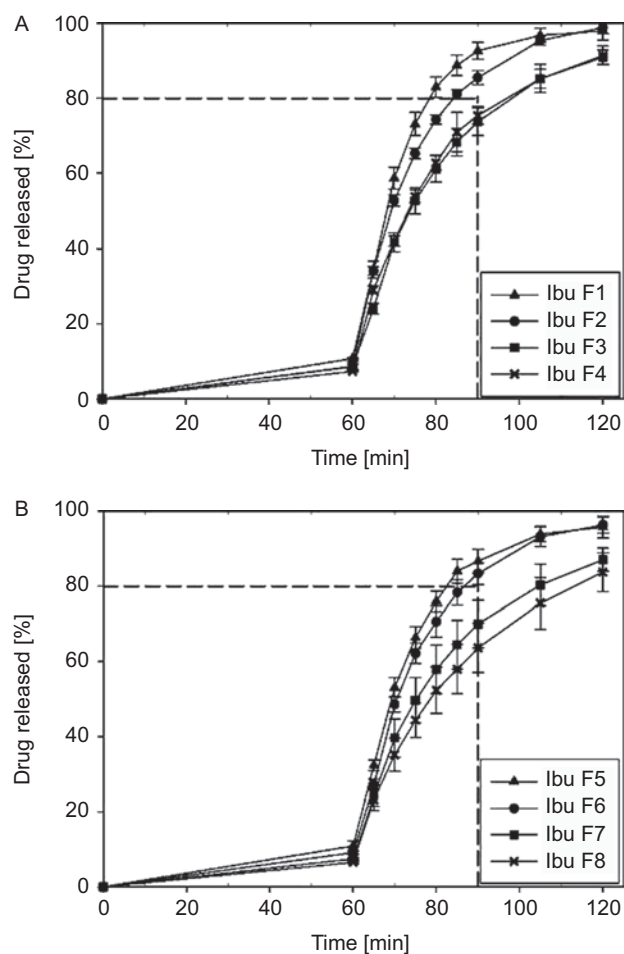 A
Drug released [%]
100
80
60
40
20
0
0 20 40 60 80 100 120
Time [min]
Ibu F1
Ibu F2
Ibu F3
Ibu F4
B
Drug released [%]
100
80
60
40
20
0
0 20 40 60 80 100 120
Time [min]
Ibu F5
Ibu F6
Ibu F7
Ibu F8